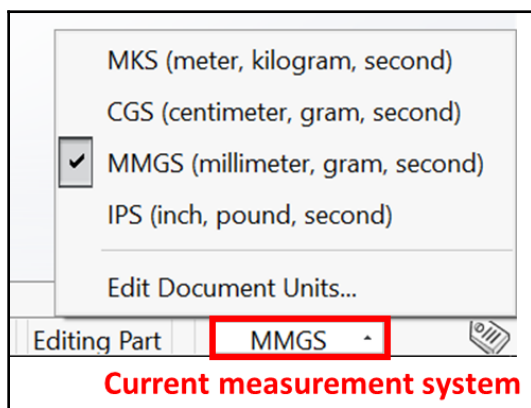 MKS (meter, kilogram, second)
CGS (centimeter, gram, second)
MMGS (millimeter, gram, second)
IPS (inch, pound, second)
Edit Document Units...
Editing Part MMGS
Current measurement system